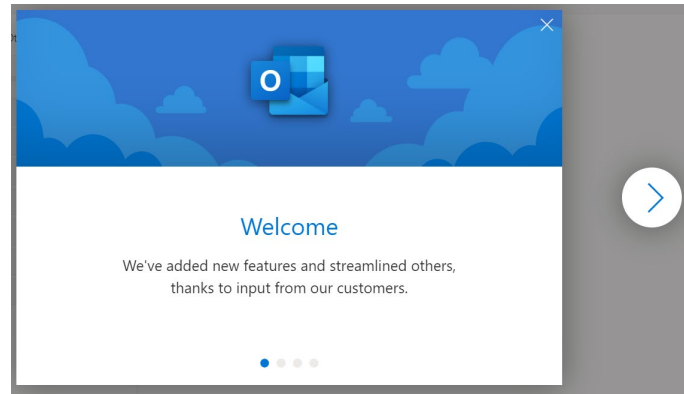 O
Welcome
We've added new features and streamlined others,
thanks to input from our customers.